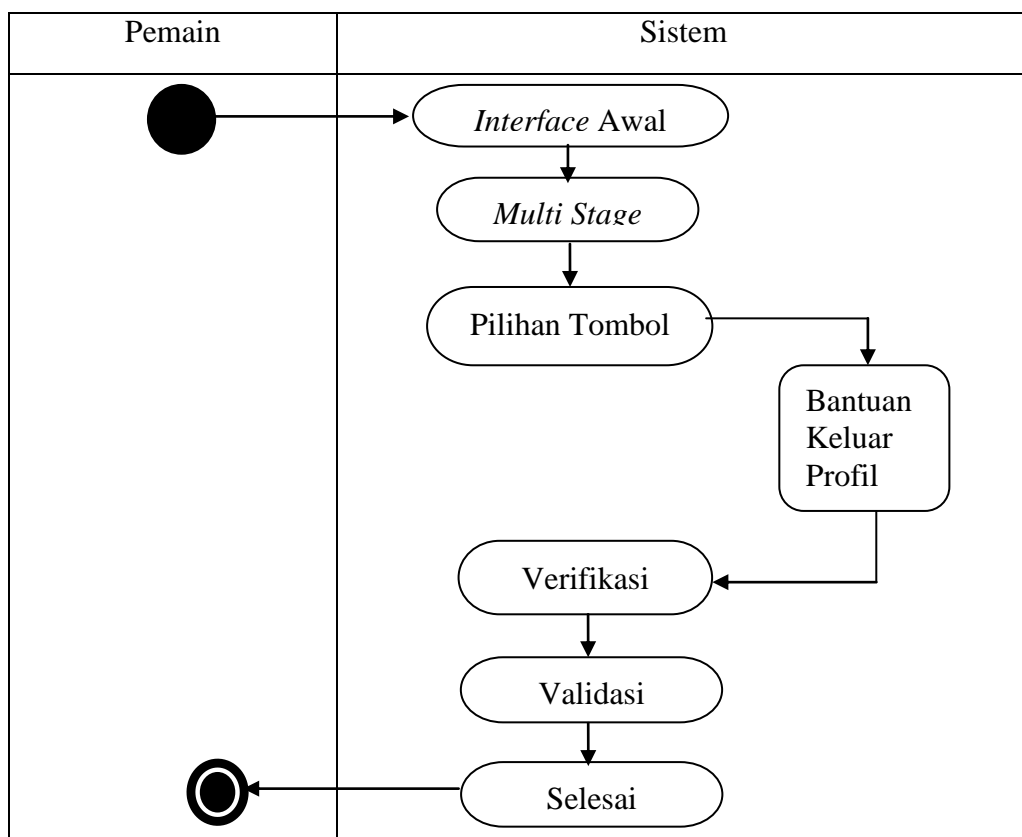 Pemain
Sistem
Interface Awal
Multi Stage
Pilihan Tombol
Bantuan
Keluar
Profil
Verifikasi
Validasi
Selesai